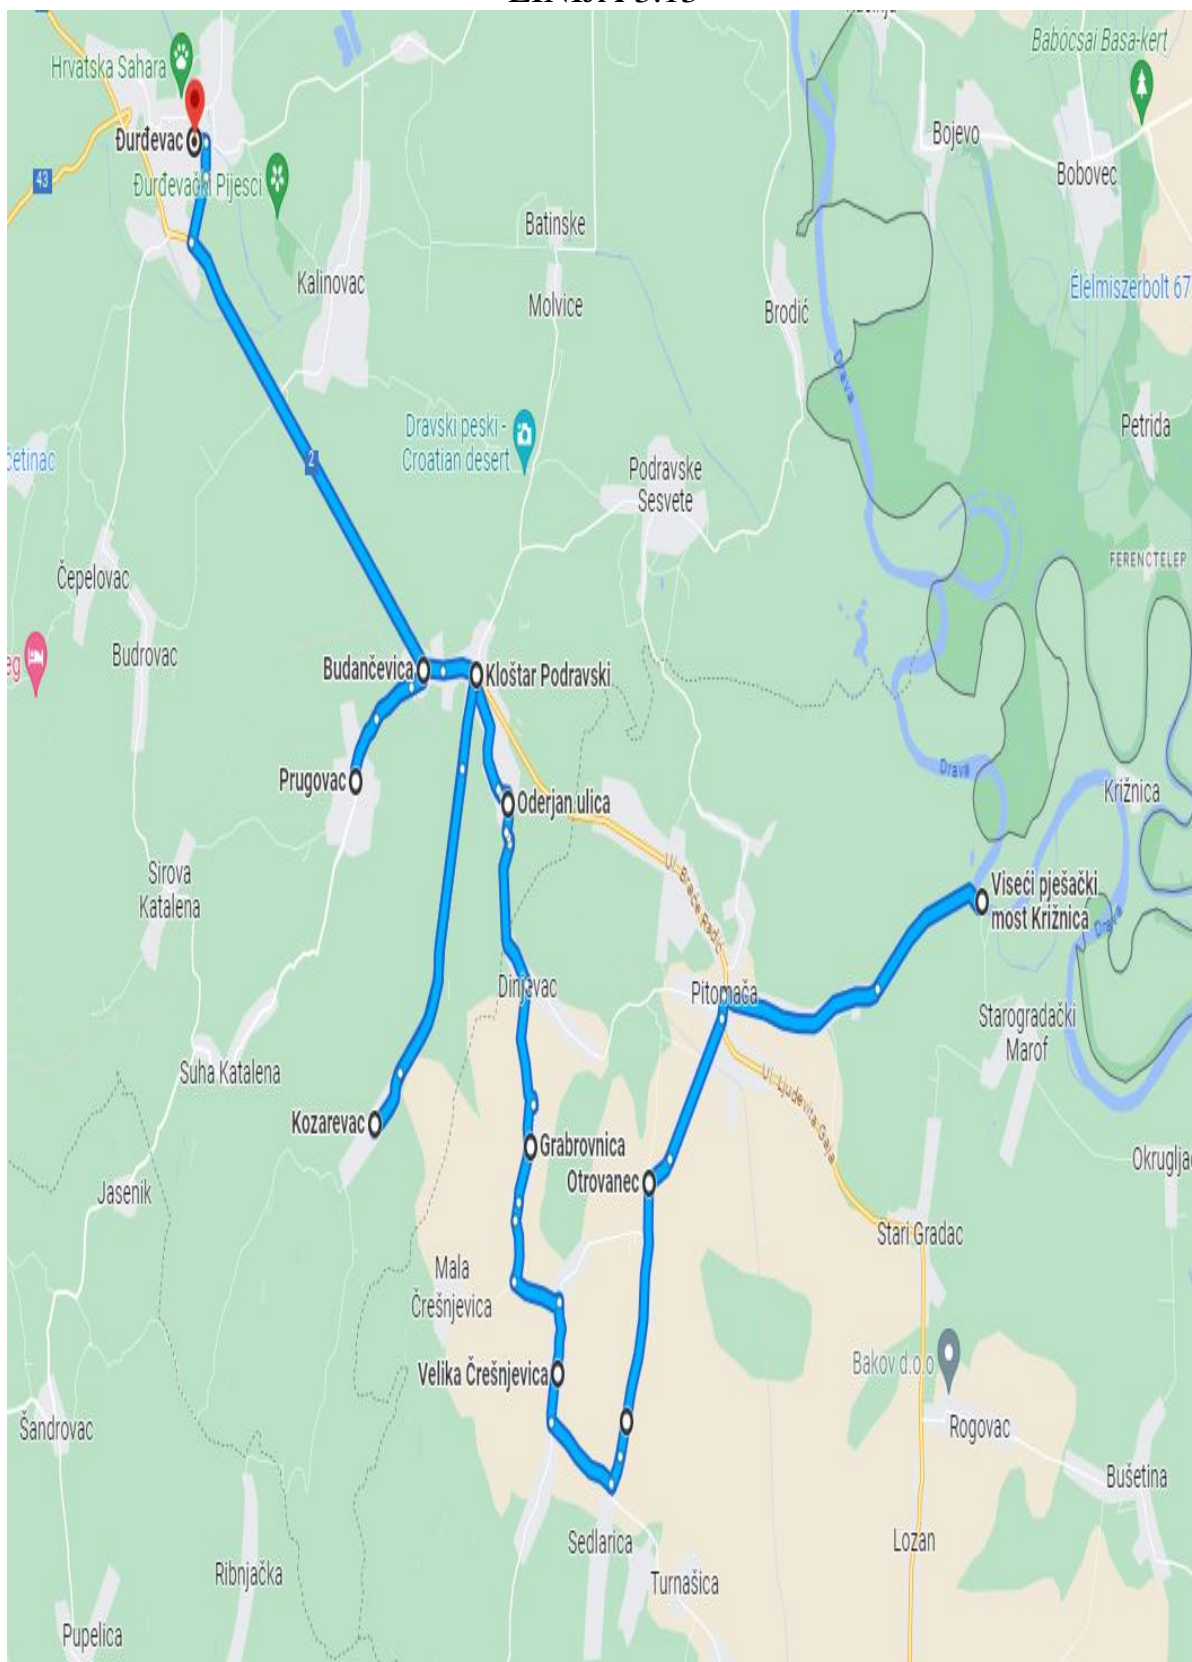 Hrvatska Sahara
Babócsai Basa-kert
Đurđevac
Bojevo
43
Đurđevački Pijesci
Bobovec
Batinske
Kalinovac
Élelmiszerbolt 67
Molvice
Brodić
Drava
Dravski peski -
Croatian desert
Petrida
2
Podravske
Sesvete
četinac
FERENCTELEP
Čepelovac
Budrovac
Budančevica
Kloštar Podravski
Drava
Križnica
Prugovac
Oderjan ulica
Ul. Braće Radić
Sirova
Katalena
Viseći pješački
most Križnica
Drava
Dinjevac
Pitomača
Starogradački
Marof
Suha Katalena
Ul. Ljudevita Gaja
Kozarevac
Grabrovnica
Otrovanec
Okrugljac
Jasenik
Stari Gradac
Mala
Črešnjevica
Bakov d.o.o
Velika Črešnjevica
Šandrovac
Rogovac
Bušetina
Sedlarica
Lozan
Ribnjačka
Turnašica
Pupelica